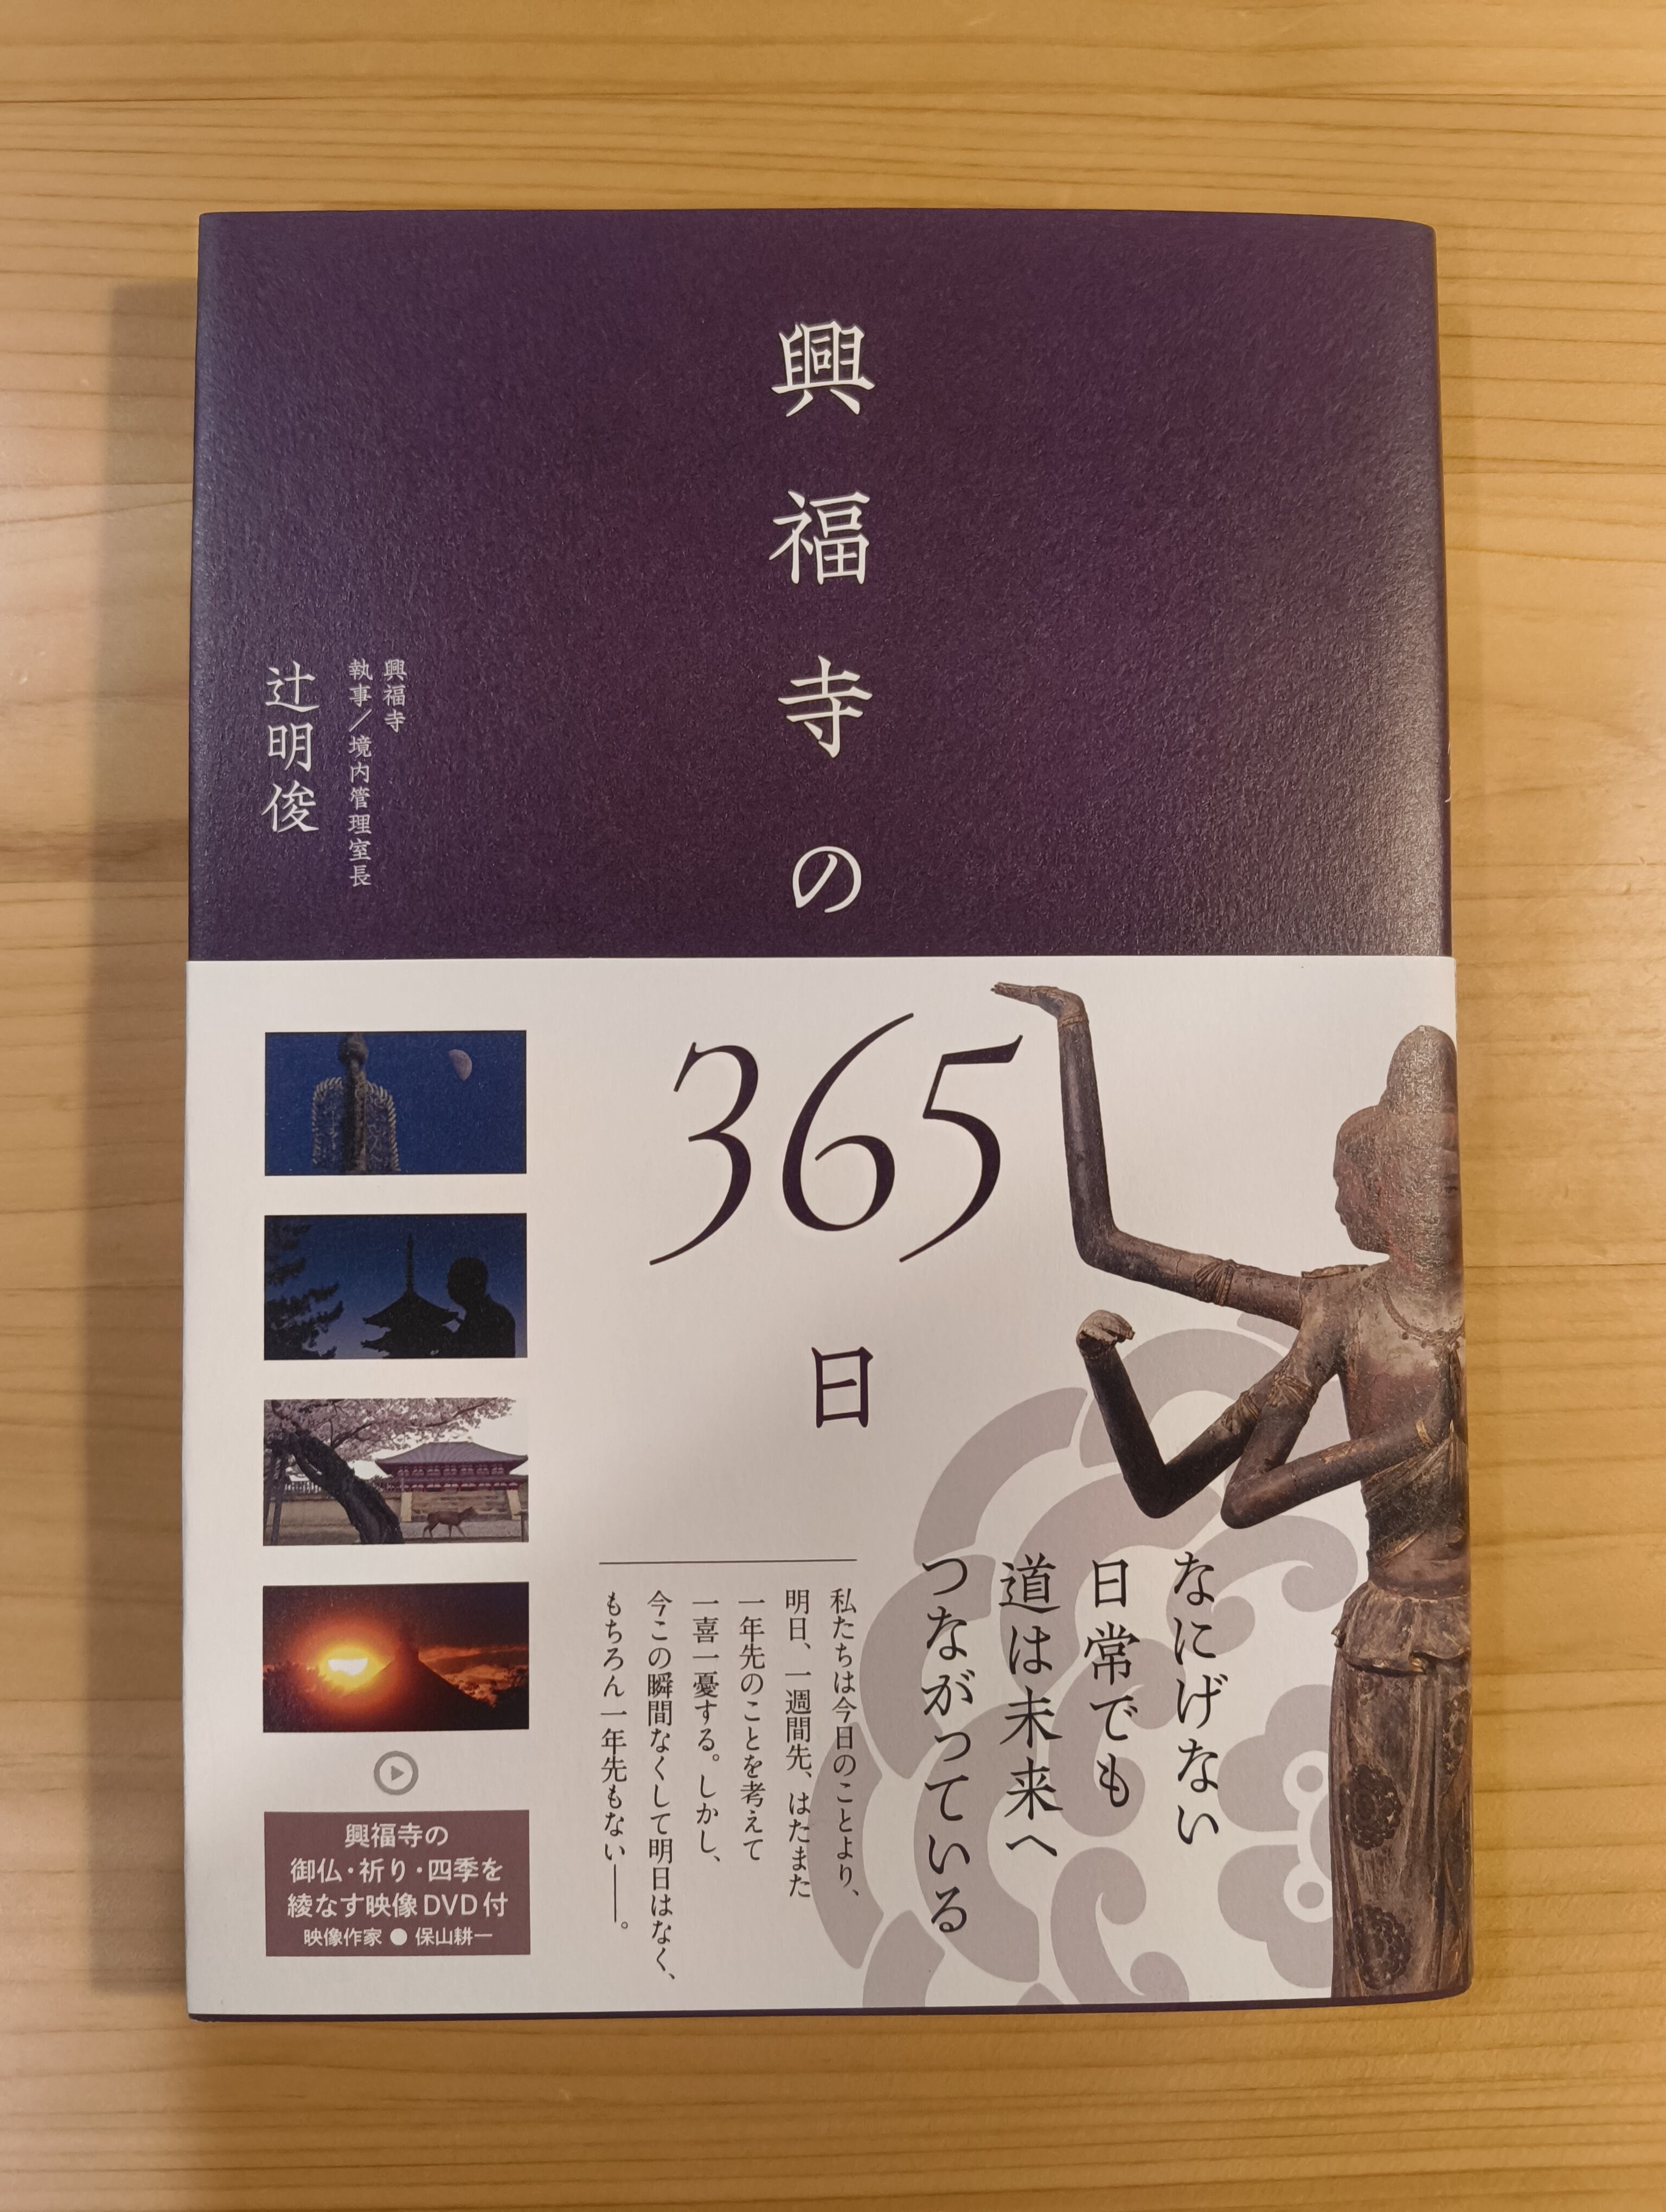 興福寺の
365
日
興福寺
執事／境内管理室長
辻明俊
なにげない
日常でも
道は未来へ
つながっている
私たちは今日のことより、
明日、一週間先、はたまた
一年先のことを考えて
一喜一憂する。しかし、
今この瞬間なくして明日はなく、
もちろん一年先もない——。
興福寺の
御仏・祈り・四季を
綾なす映像DVD付
映像作家●保山耕一